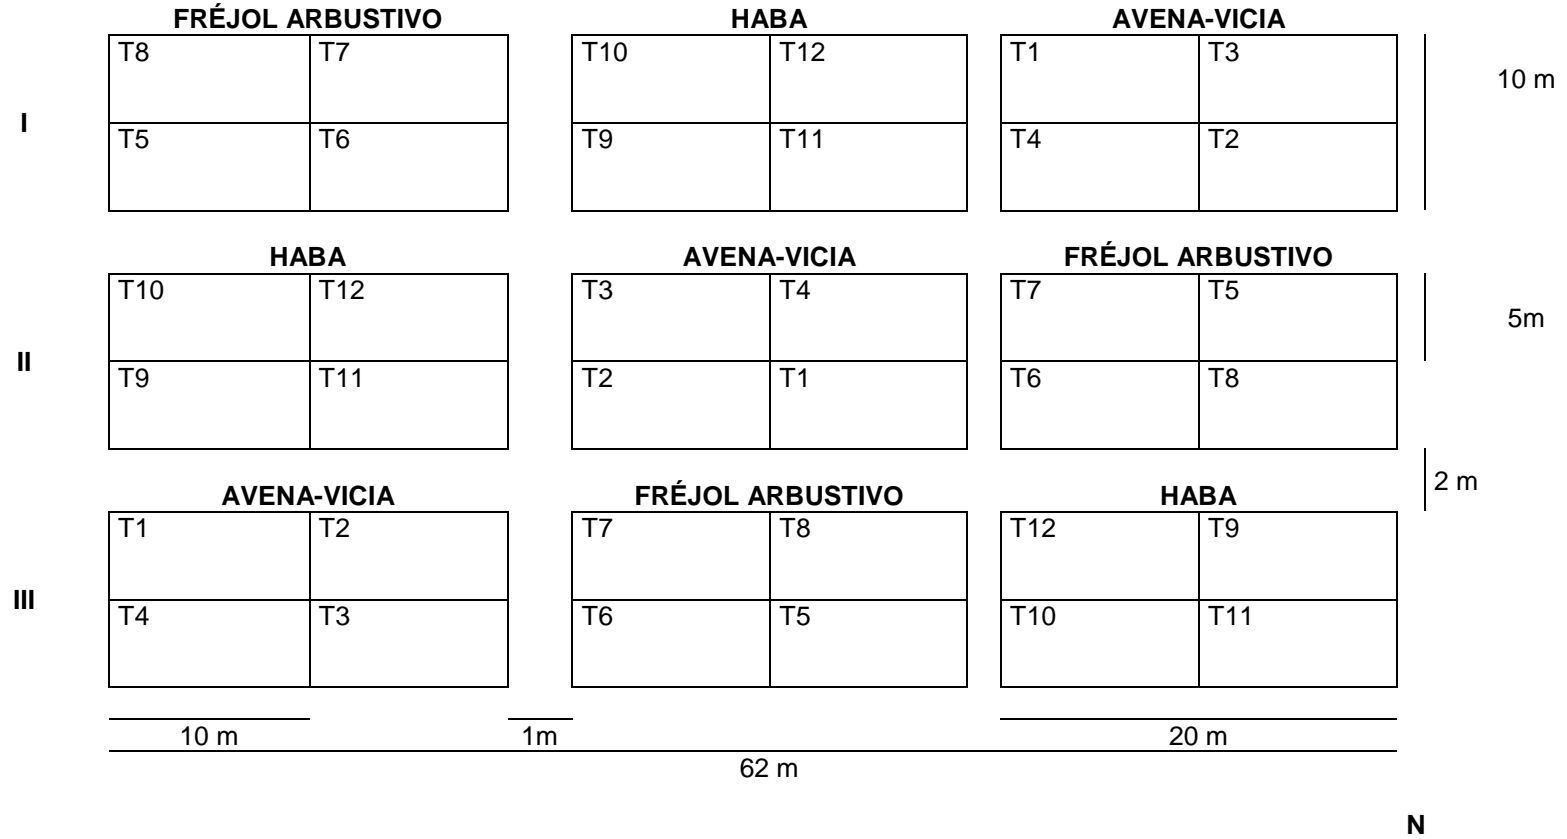 FRÉJOL ARBUSTIVO HABA AVENA-VICIA
T8 T7 T10 T12 T1 T3
10 m
I
T5 T6 T9 T11 T4 T2
HABA AVENA-VICIA FRÉJOL ARBUSTIVO
T10 T12 T3 T4 T7 T5
5m
II
T9 T11 T2 T1 T6 T8
2 m
AVENA-VICIA FRÉJOL ARBUSTIVO HABA
T1 T2 T7 T8 T12 T9
III
T4 T3 T6 T5 T10 T11
10 m 1m 20 m
62 m
N